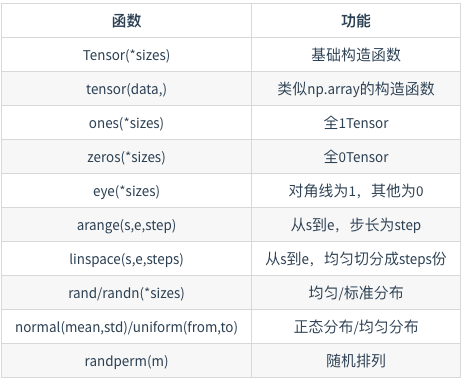 函数 功能
Tensor(*sizes) 基础构造函数
tensor(data,) 类似np.array的构造函数
ones(*sizes) 全1Tensor
zeros(*sizes) 全0Tensor
eye(*sizes) 对角线为1，其他为0
arange(s,e,step) 从s到e，步长为step
linspace(s,e,steps) 从s到e，均匀切分成steps份
rand/randn(*sizes) 均匀/标准分布
normal(mean,std)/uniform(from,to) 正态分布/均匀分布
randperm(m) 随机排列